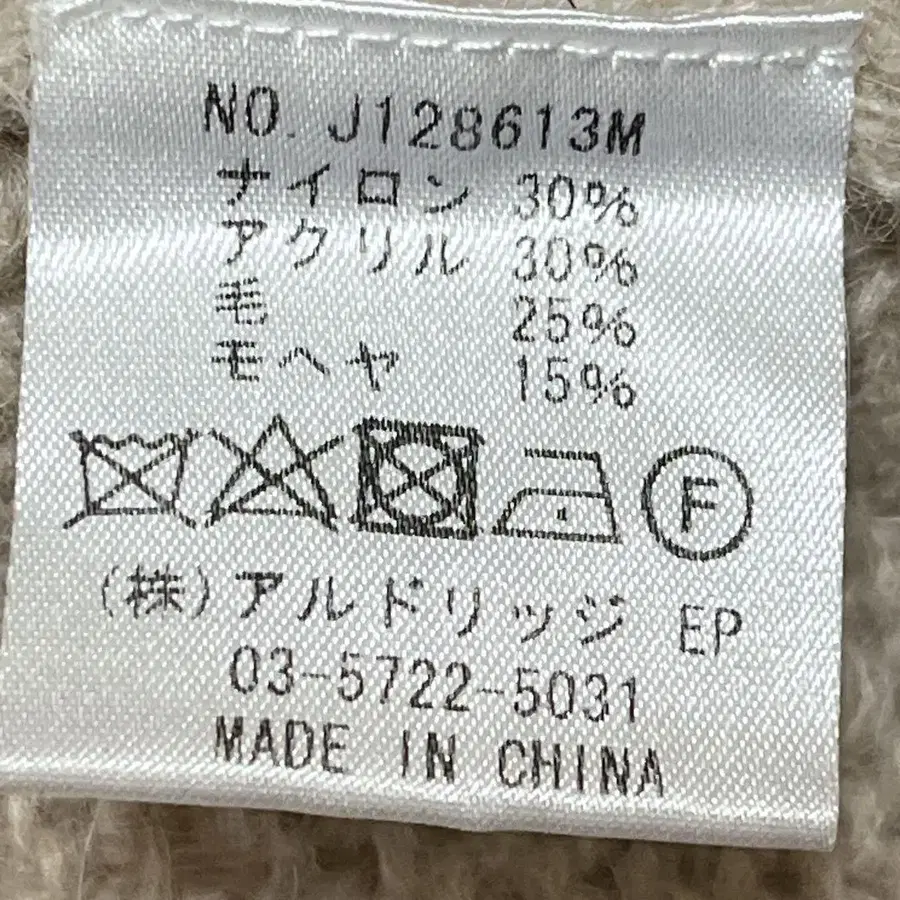 NO. J128613M
ナイロン 30%
アクリル 30%
毛 25%
モヘヤ 15%
F
(株)アルドリッジ EP
03-5722-5031
MADE IN CHINA